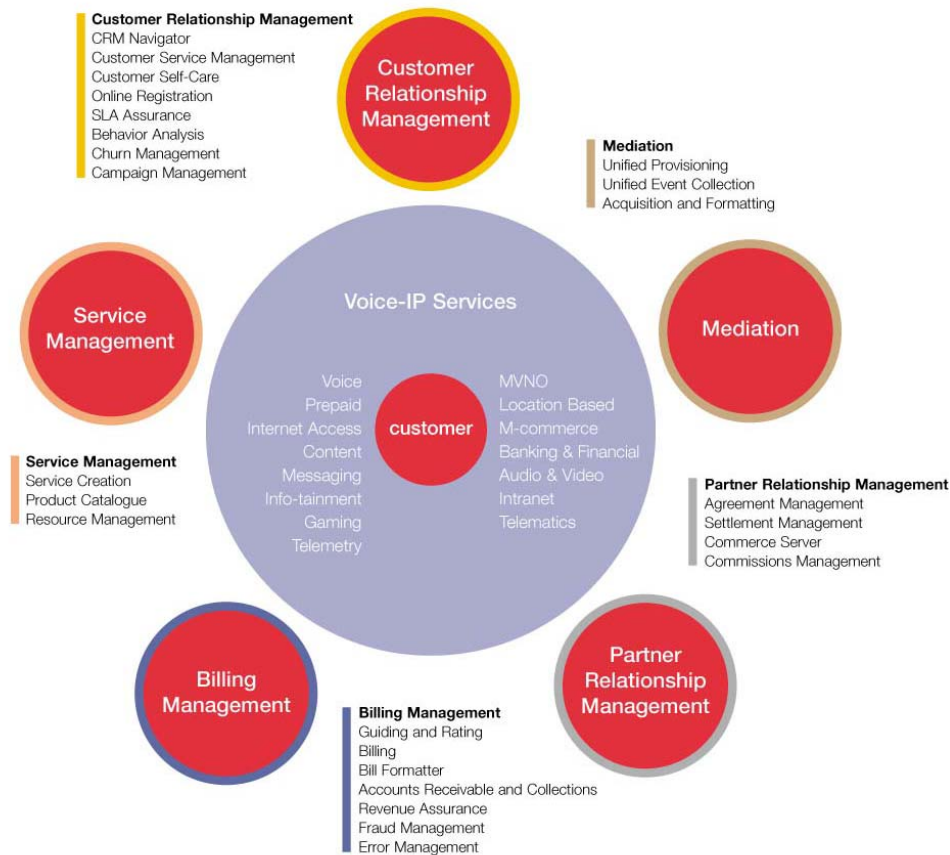 Customer Relationship Management
CRM Navigator
Customer Service Management
Customer Self-Care
Online Registration
SLA Assurance
Behavior Analysis
Churn Management
Campaign Management
Customer
Relationship
Management
Mediation
Unified Provisioning
Unified Event Collection
Acquisition and Formatting
Service
Management
Voice-IP Services
Mediation
Voice
Prepaid
Internet Access
Content
Messaging
Info-tainment
Gaming
Telemetry
customer
MVNO
Location Based
M-commerce
Banking & Financial
Audio & Video
Intranet
Telematics
Service Management
Service Creation
Product Catalogue
Resource Management
Partner Relationship Management
Agreement Management
Settlement Management
Commerce Server
Commissions Management
Billing
Management
Billing Management
Guiding and Rating
Billing
Bill Formatter
Accounts Receivable and Collections
Revenue Assurance
Fraud Management
Error Management
Partner
Relationship
Management